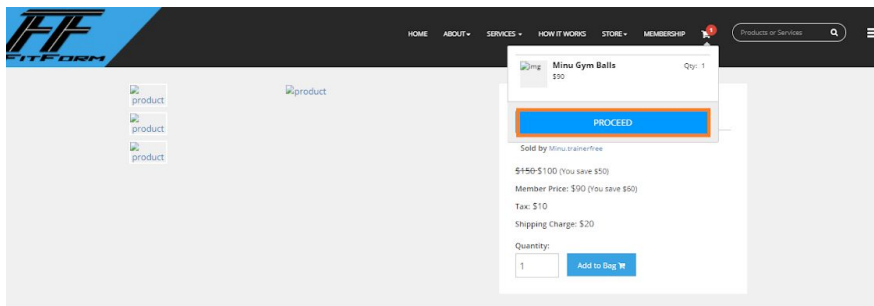 FF
FITFORM
HOME ABOUT SERVICES HOW IT WORKS STORE MEMBERSHIP 1 Products or Services
img Minu Gym Balls Qty: 1
$90
PROCEED
product product
product
product
Sold by Minu.trainerfree
$150 $100 (You save $50)
Member Price: $90 (You save $60)
Tax: $10
Shipping Charge: $20
Quantity:
1 Add to Bag